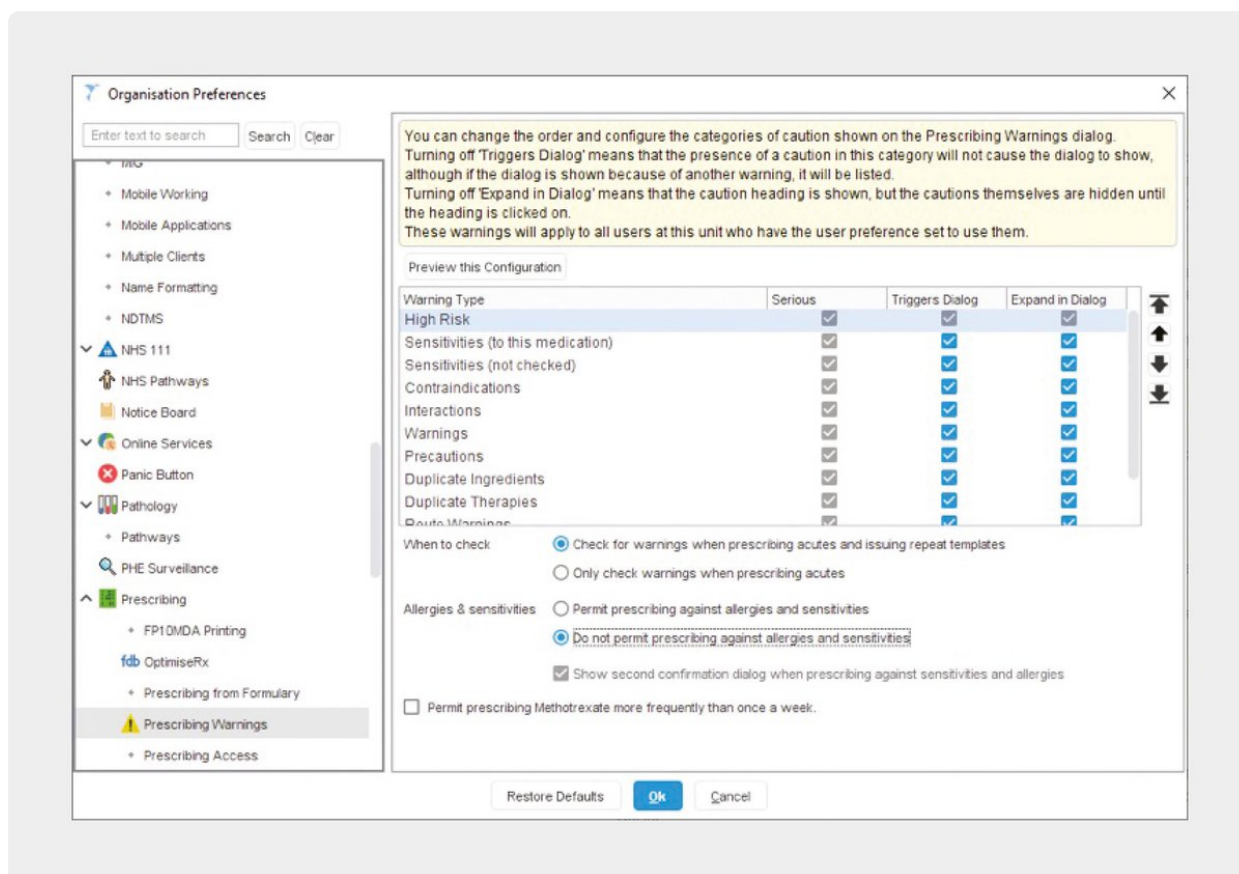 Organisation Preferences
Enter text to search
Search
Clear
Mobile Working
Mobile Applications
Multiple Clients
Name Formatting
NDTMS
NHS 111
NHS Pathways
Notice Board
Online Services
Panic Button
Pathology
Pathways
PHE Surveillance
Prescribing
FP10MDA Printing
fdb OptimiseRx
Prescribing from Formulary
Prescribing Warnings
Prescribing Access
You can change the order and configure the categories of caution shown on the Prescribing Warnings dialog.
Turning off 'Triggers Dialog' means that the presence of a caution in this category will not cause the dialog to show,
although if the dialog is shown because of another warning, it will be listed.
Turning off 'Expand in Dialog' means that the caution heading is shown, but the cautions themselves are hidden until
the heading is clicked on.
These warnings will apply to all users at this unit who have the user preference set to use them.
Preview this Configuration
Warning Type Serious Triggers Dialog Expand in Dialog
High Risk
Sensitivities (to this medication)
Sensitivities (not checked)
Contraindications
Interactions
Warnings
Precautions
Duplicate Ingredients
Duplicate Therapies
Route Warnings
When to check Check for warnings when prescribing acutes and issuing repeat templates
Only check warnings when prescribing acutes
Allergies & sensitivities Permit prescribing against allergies and sensitivities
Do not permit prescribing against allergies and sensitivities
Show second confirmation dialog when prescribing against sensitivities and allergies
Permit prescribing Methotrexate more frequently than once a week.
Restore Defaults Ok Cancel